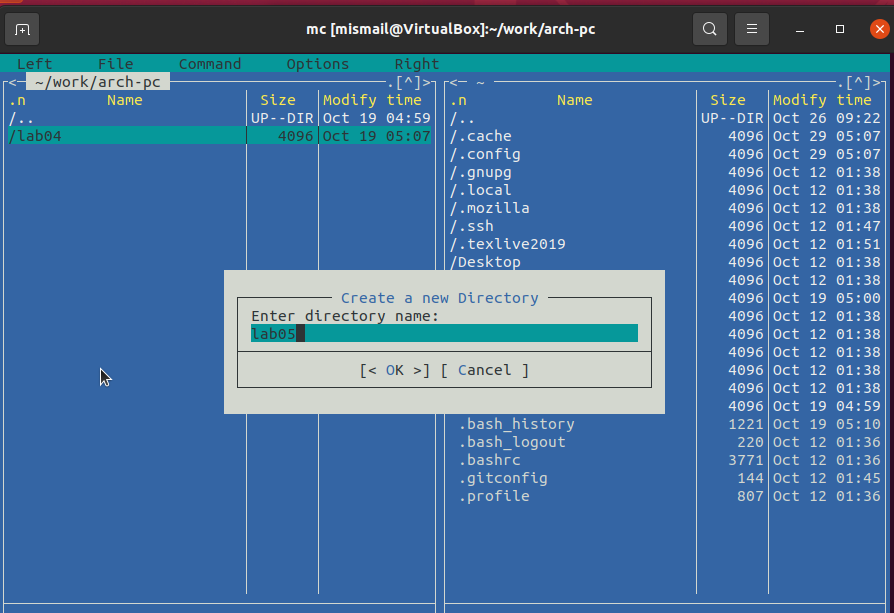 mc [mismail@VirtualBox]:~/work/arch-pc
Left File Command Options Right
<─ ~/work/arch-pc ─.[^]>
.n Name Size Modify time
/.. UP--DIR Oct 19 04:59
/lab04 4096 Oct 19 05:07
<─ ~ ─.[^]>
.n Name Size Modify time
/.. UP--DIR Oct 26 09:22
/.cache 4096 Oct 29 05:07
/.config 4096 Oct 29 05:07
/.gnupg 4096 Oct 12 01:38
/.local 4096 Oct 12 01:38
/.mozilla 4096 Oct 12 01:38
/.ssh 4096 Oct 12 01:47
/.texlive2019 4096 Oct 12 01:51
/Desktop 4096 Oct 12 01:38
4096 Oct 12 01:38
4096 Oct 19 05:00
4096 Oct 12 01:38
4096 Oct 12 01:38
4096 Oct 12 01:38
4096 Oct 12 01:38
4096 Oct 12 01:38
4096 Oct 19 04:59
.bash_history 1221 Oct 19 05:10
.bash_logout 220 Oct 12 01:36
.bashrc 3771 Oct 12 01:36
.gitconfig 144 Oct 12 01:45
.profile 807 Oct 12 01:36
Create a new Directory
Enter directory name:
lab05
[< OK >] [ Cancel ]